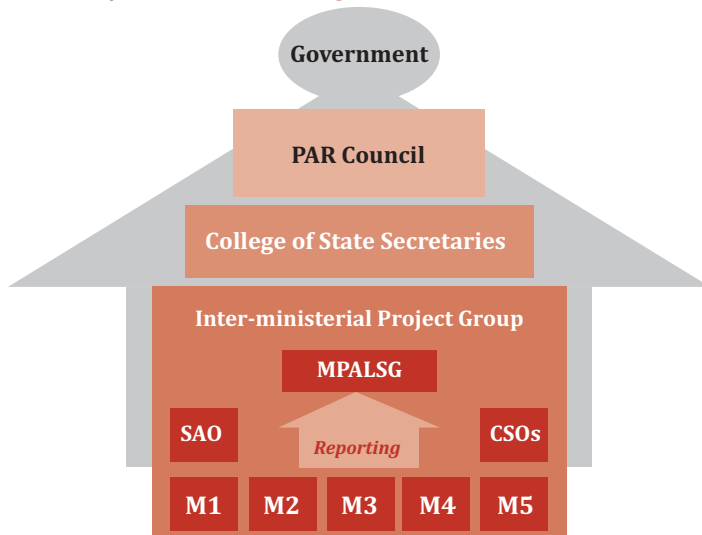 Government
PAR Council
College of State Secretaries
Inter-ministerial Project Group
MPALSG
SAO
CSOs
Reporting
M1
M2
M3
M4
M5